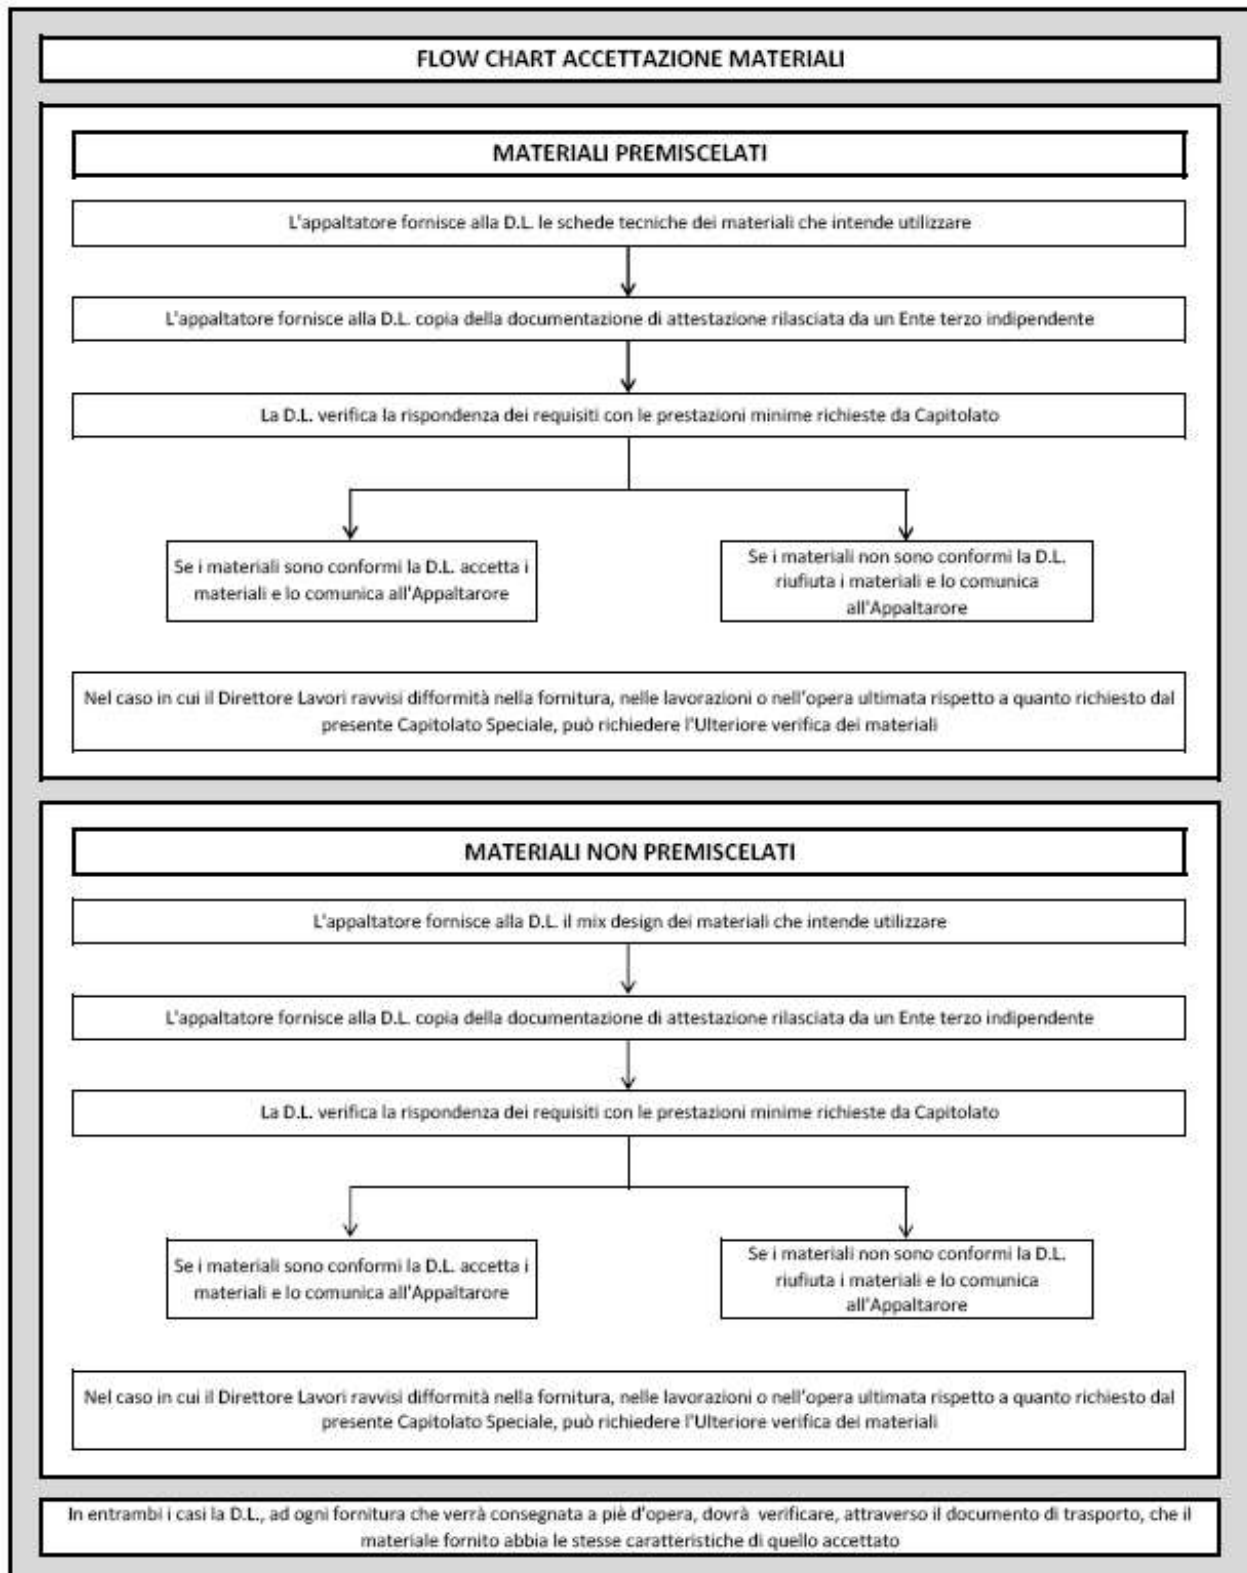 FLOW CHART ACCETTAZIONE MATERIALI
MATERIALI PREMISCELATI
L'appaltatore fornisce alla D.L. le schede tecniche dei materiali che intende utilizzare
L'appaltatore fornisce alla D.L. copia della documentazione di attestazione rilasciata da un Ente terzo indipendente
La D.L. verifica la rispondenza dei requisiti con le prestazioni minime richieste da Capitolato
Se i materiali sono conformi la D.L. accetta i
materiali e lo comunica all'Appaltarore
Se i materiali non sono conformi la D.L.
riufiuta i materiali e lo comunica
all'Appaltarore
Nel caso in cui il Direttore Lavori ravvisi difformità nella fornitura, nelle lavorazioni o nell'opera ultimata rispetto a quanto richiesto dal
presente Capitolato Speciale, può richiedere l'Ulteriore verifica dei materiali
MATERIALI NON PREMISCELATI
L'appaltatore fornisce alla D.L. il mix design dei materiali che intende utilizzare
L'appaltatore fornisce alla D.L. copia della documentazione di attestazione rilasciata da un Ente terzo indipendente
La D.L. verifica la rispondenza dei requisiti con le prestazioni minime richieste da Capitolato
Se i materiali sono conformi la D.L. accetta i
materiali e lo comunica all'Appaltarore
Se i materiali non sono conformi la D.L.
riufiuta i materiali e lo comunica
all'Appaltarore
Nel caso in cui il Direttore Lavori ravvisi difformità nella fornitura, nelle lavorazioni o nell'opera ultimata rispetto a quanto richiesto dal
presente Capitolato Speciale, può richiedere l'Ulteriore verifica dei materiali
In entrambi i casi la D.L., ad ogni fornitura che verrà consegnata a piè d'opera, dovrà verificare, attraverso il documento di trasporto, che il
materiale fornito abbia le stesse caratteristiche di quello accettato